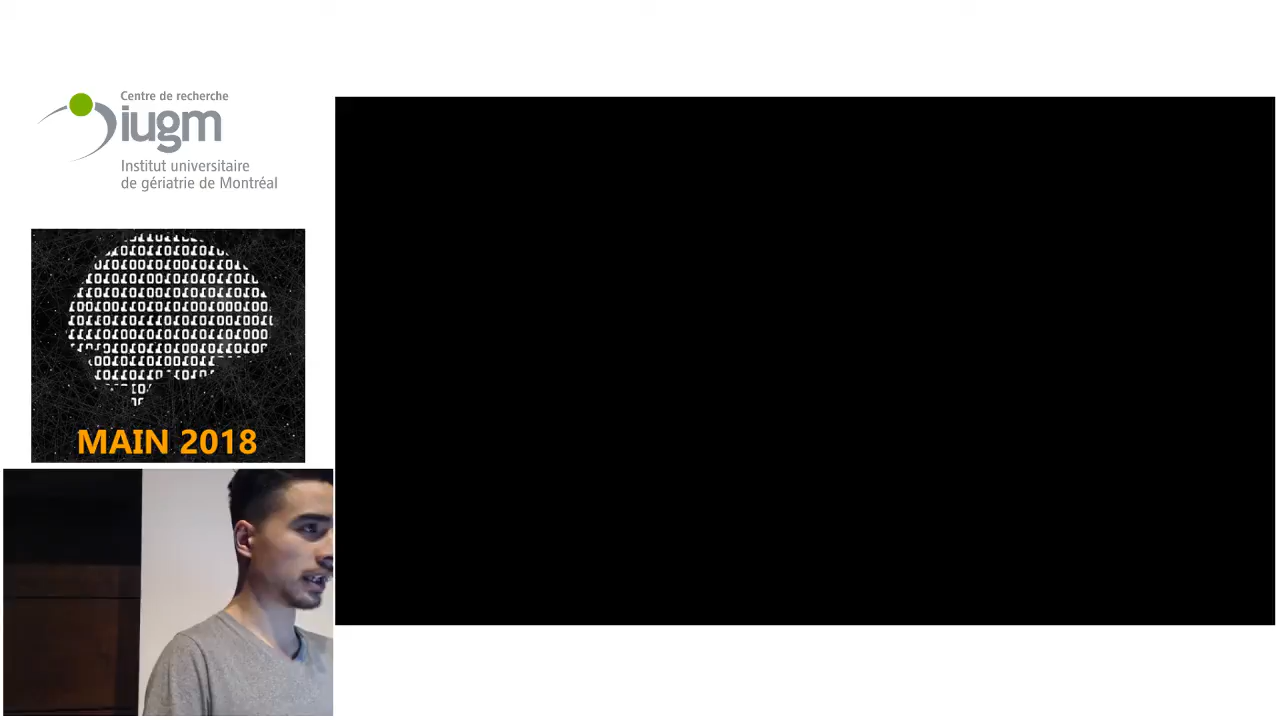 Centre de recherche
iugm
Institut universitaire
de gériatrie de Montréal
MAIN 2018